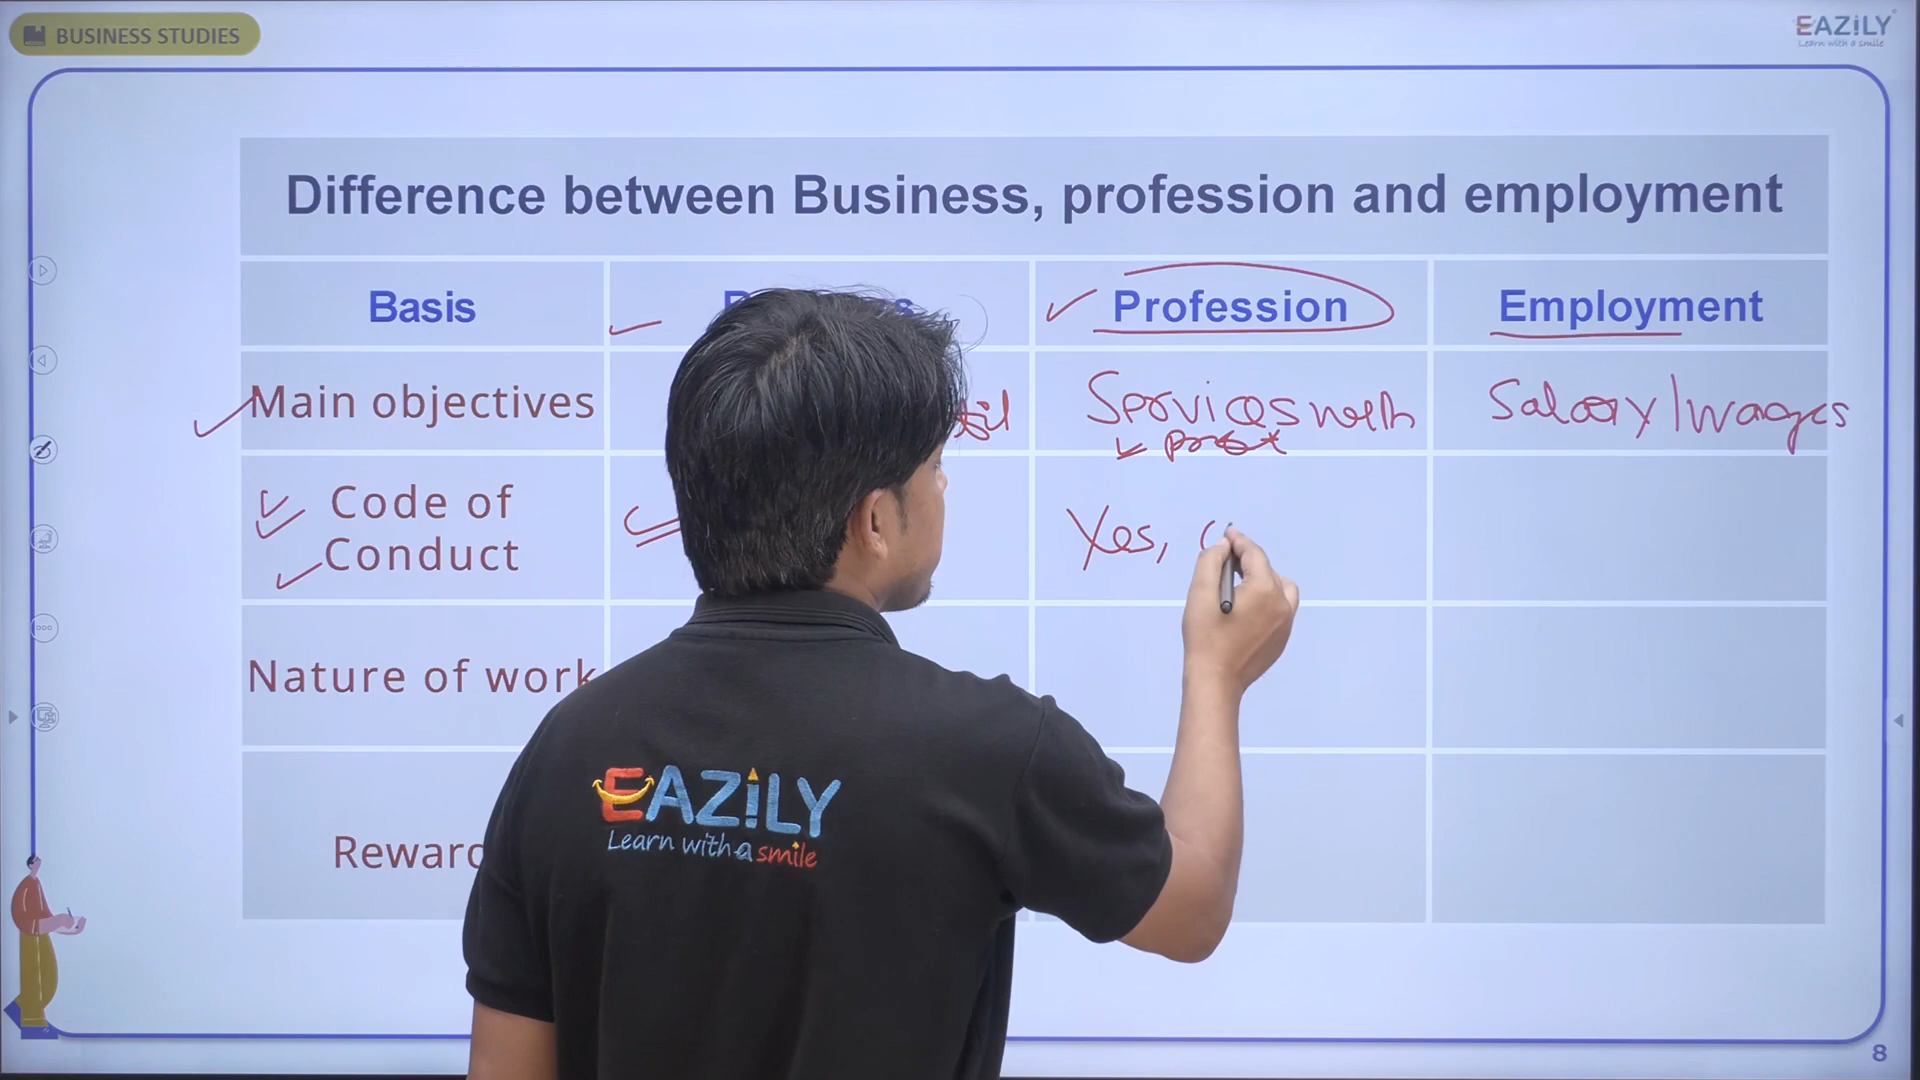 BUSINESS STUDIES
EAZILY
Learn with a smile
Difference between Business, profession and employment
Basis
Profession
Employment
Main objectives
Services with
Salary/wages
Code of
Conduct
Yes,
Nature of work
EAZILY
Learn with a smile
8